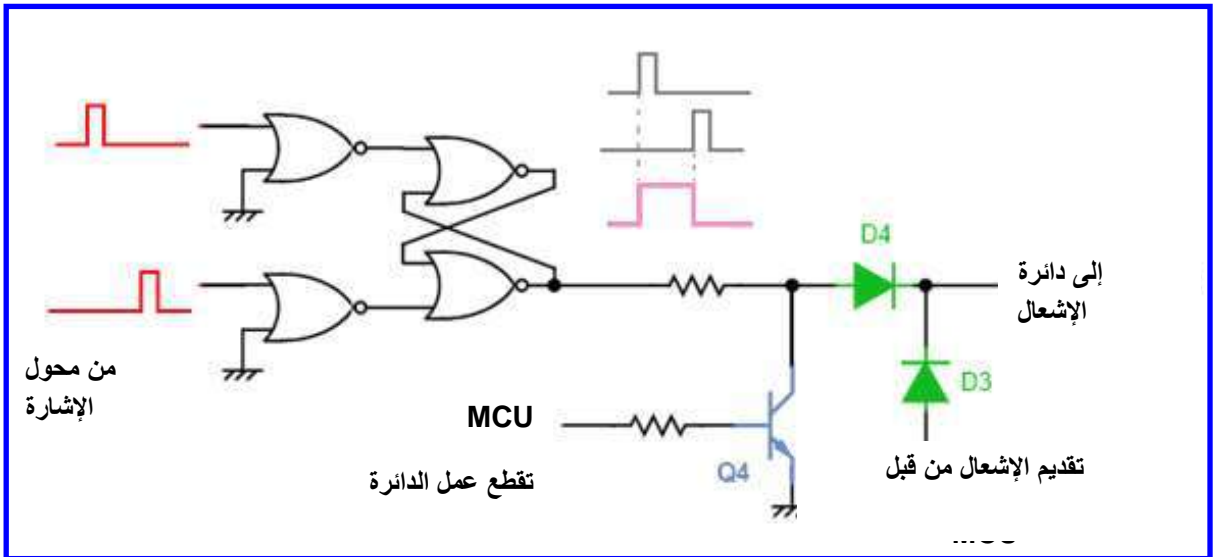 D4
إلى دائرة
الإشعال
من محول
الإشارة
D3
MCU
Q4
تقديم الإشعال من قبل
تقطع عمل الدائرة